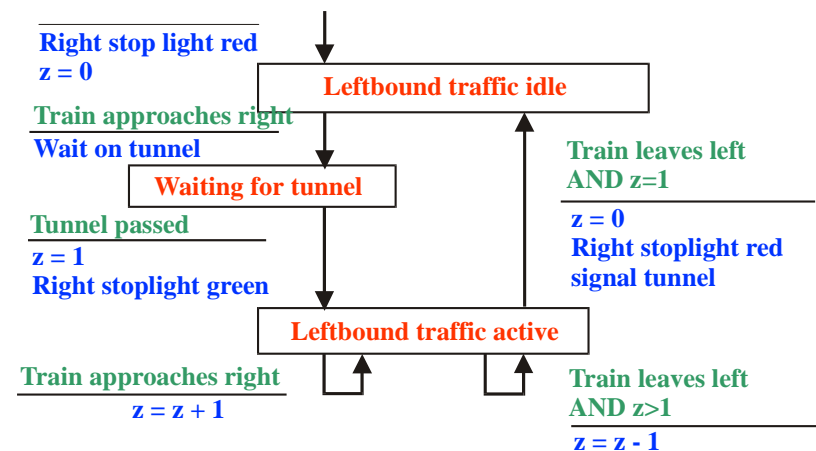 Right stop light red
z = 0
Leftbound traffic idle
Train approaches right
Wait on tunnel
Waiting for tunnel
Train leaves left
AND z=1
z = 0
Right stoplight red
signal tunnel
Tunnel passed
z = 1
Right stoplight green
Leftbound traffic active
Train approaches right
z = z + 1
Train leaves left
AND z>1
z = z - 1